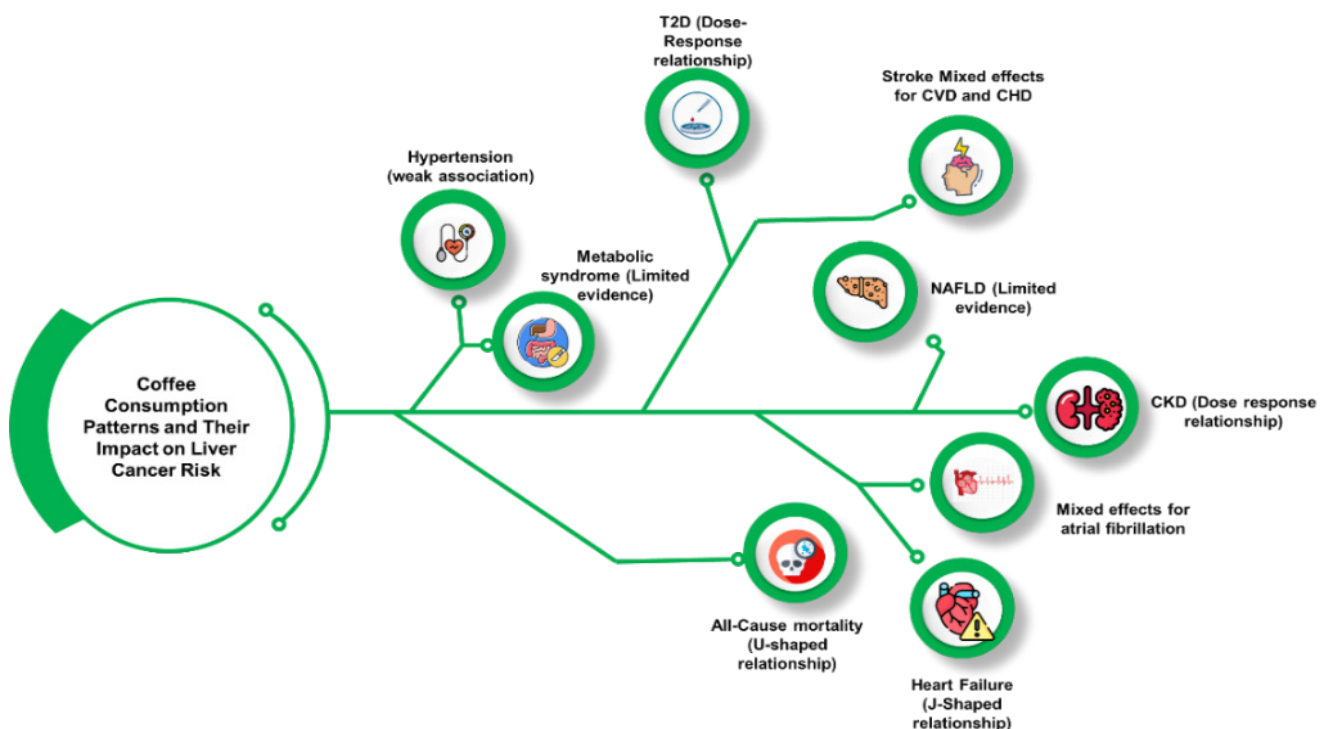 T2D (Dose-
Response
relationship)
Stroke Mixed effects
for CVD and CHD
Hypertension
(weak association)
Metabolic
syndrome (Limited
evidence)
NAFLD (Limited
evidence)
Coffee
Consumption
Patterns and Their
Impact on Liver
Cancer Risk
CKD (Dose response
relationship)
Mixed effects for
atrial fibrillation
All-Cause mortality
(U-shaped
relationship)
Heart Failure
(J-Shaped
relationship)